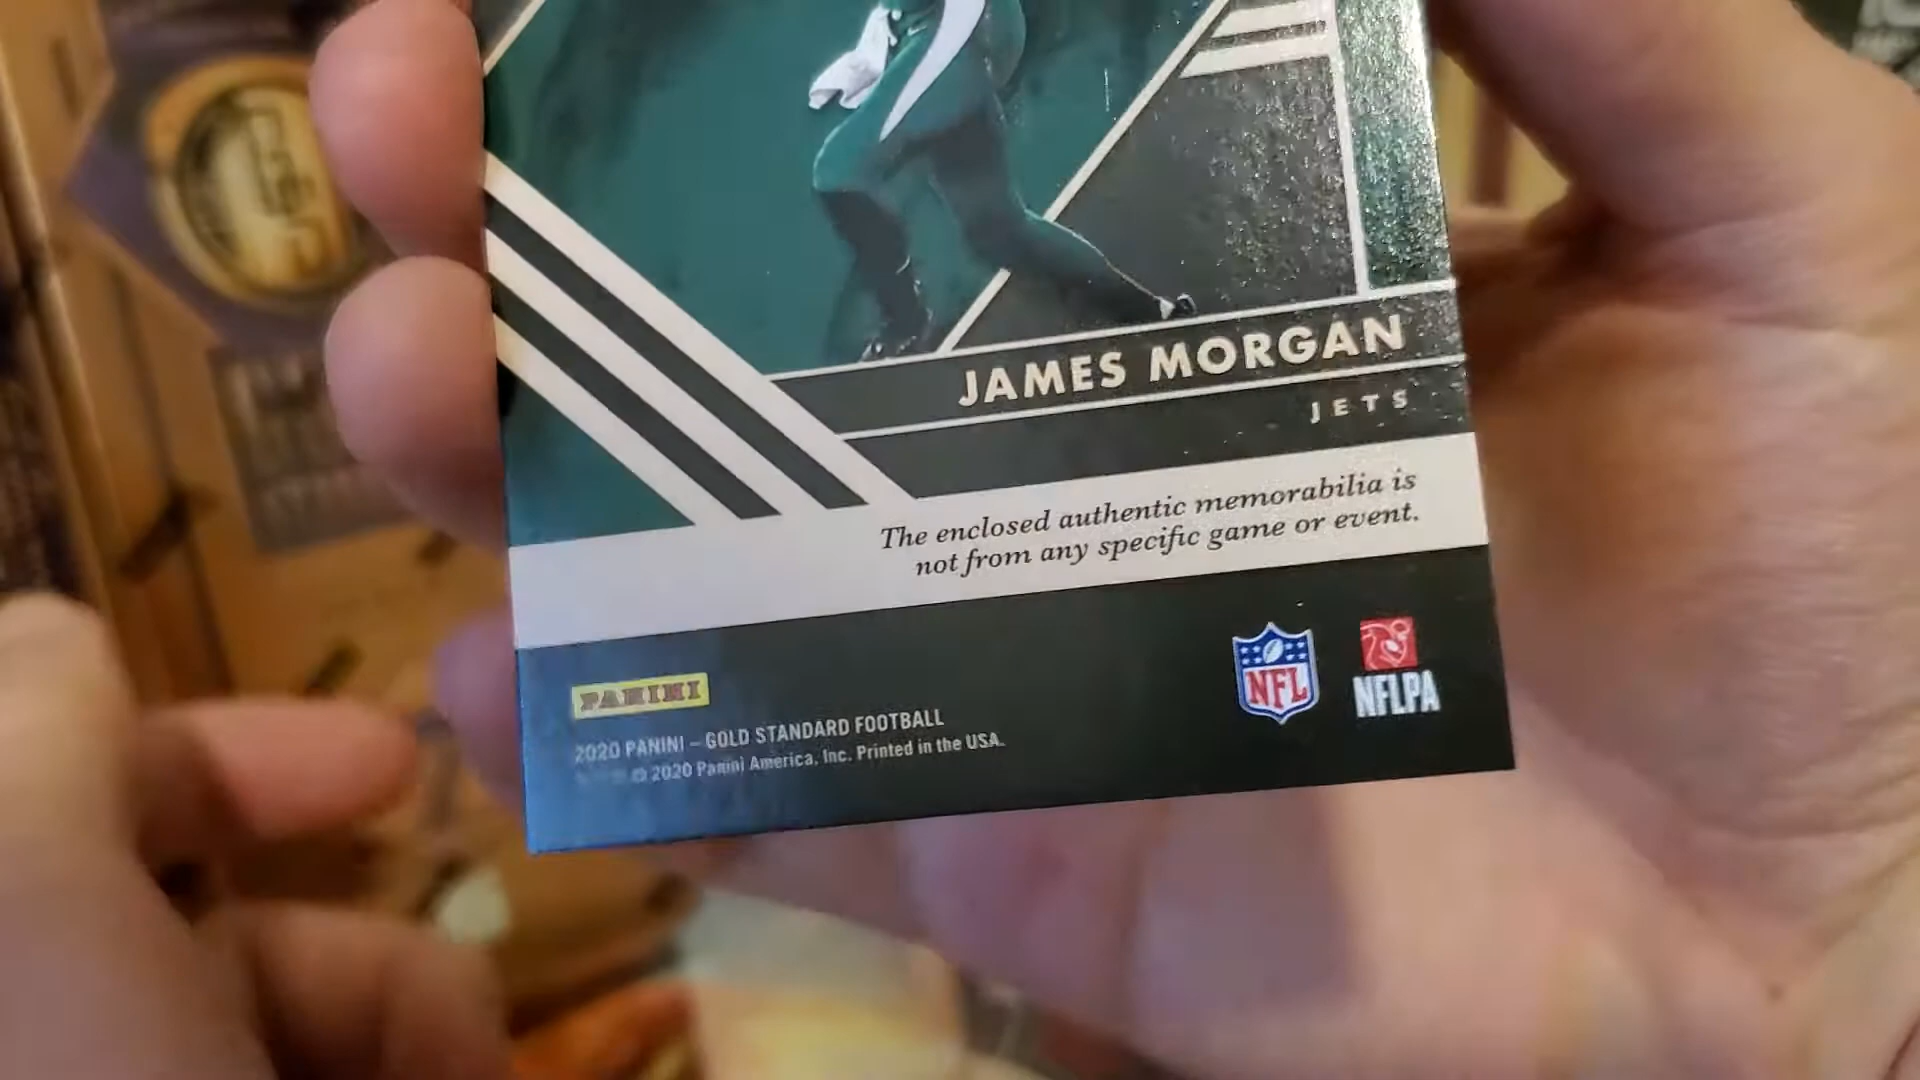 JAMES MORGAN
JETS
The enclosed authentic memorabilia is
not from any specific game or event.
PANINI
2020 PANINI – GOLD STANDARD FOOTBALL
© 2020 Panini America, Inc. Printed in the USA.
NFL
NFLPA